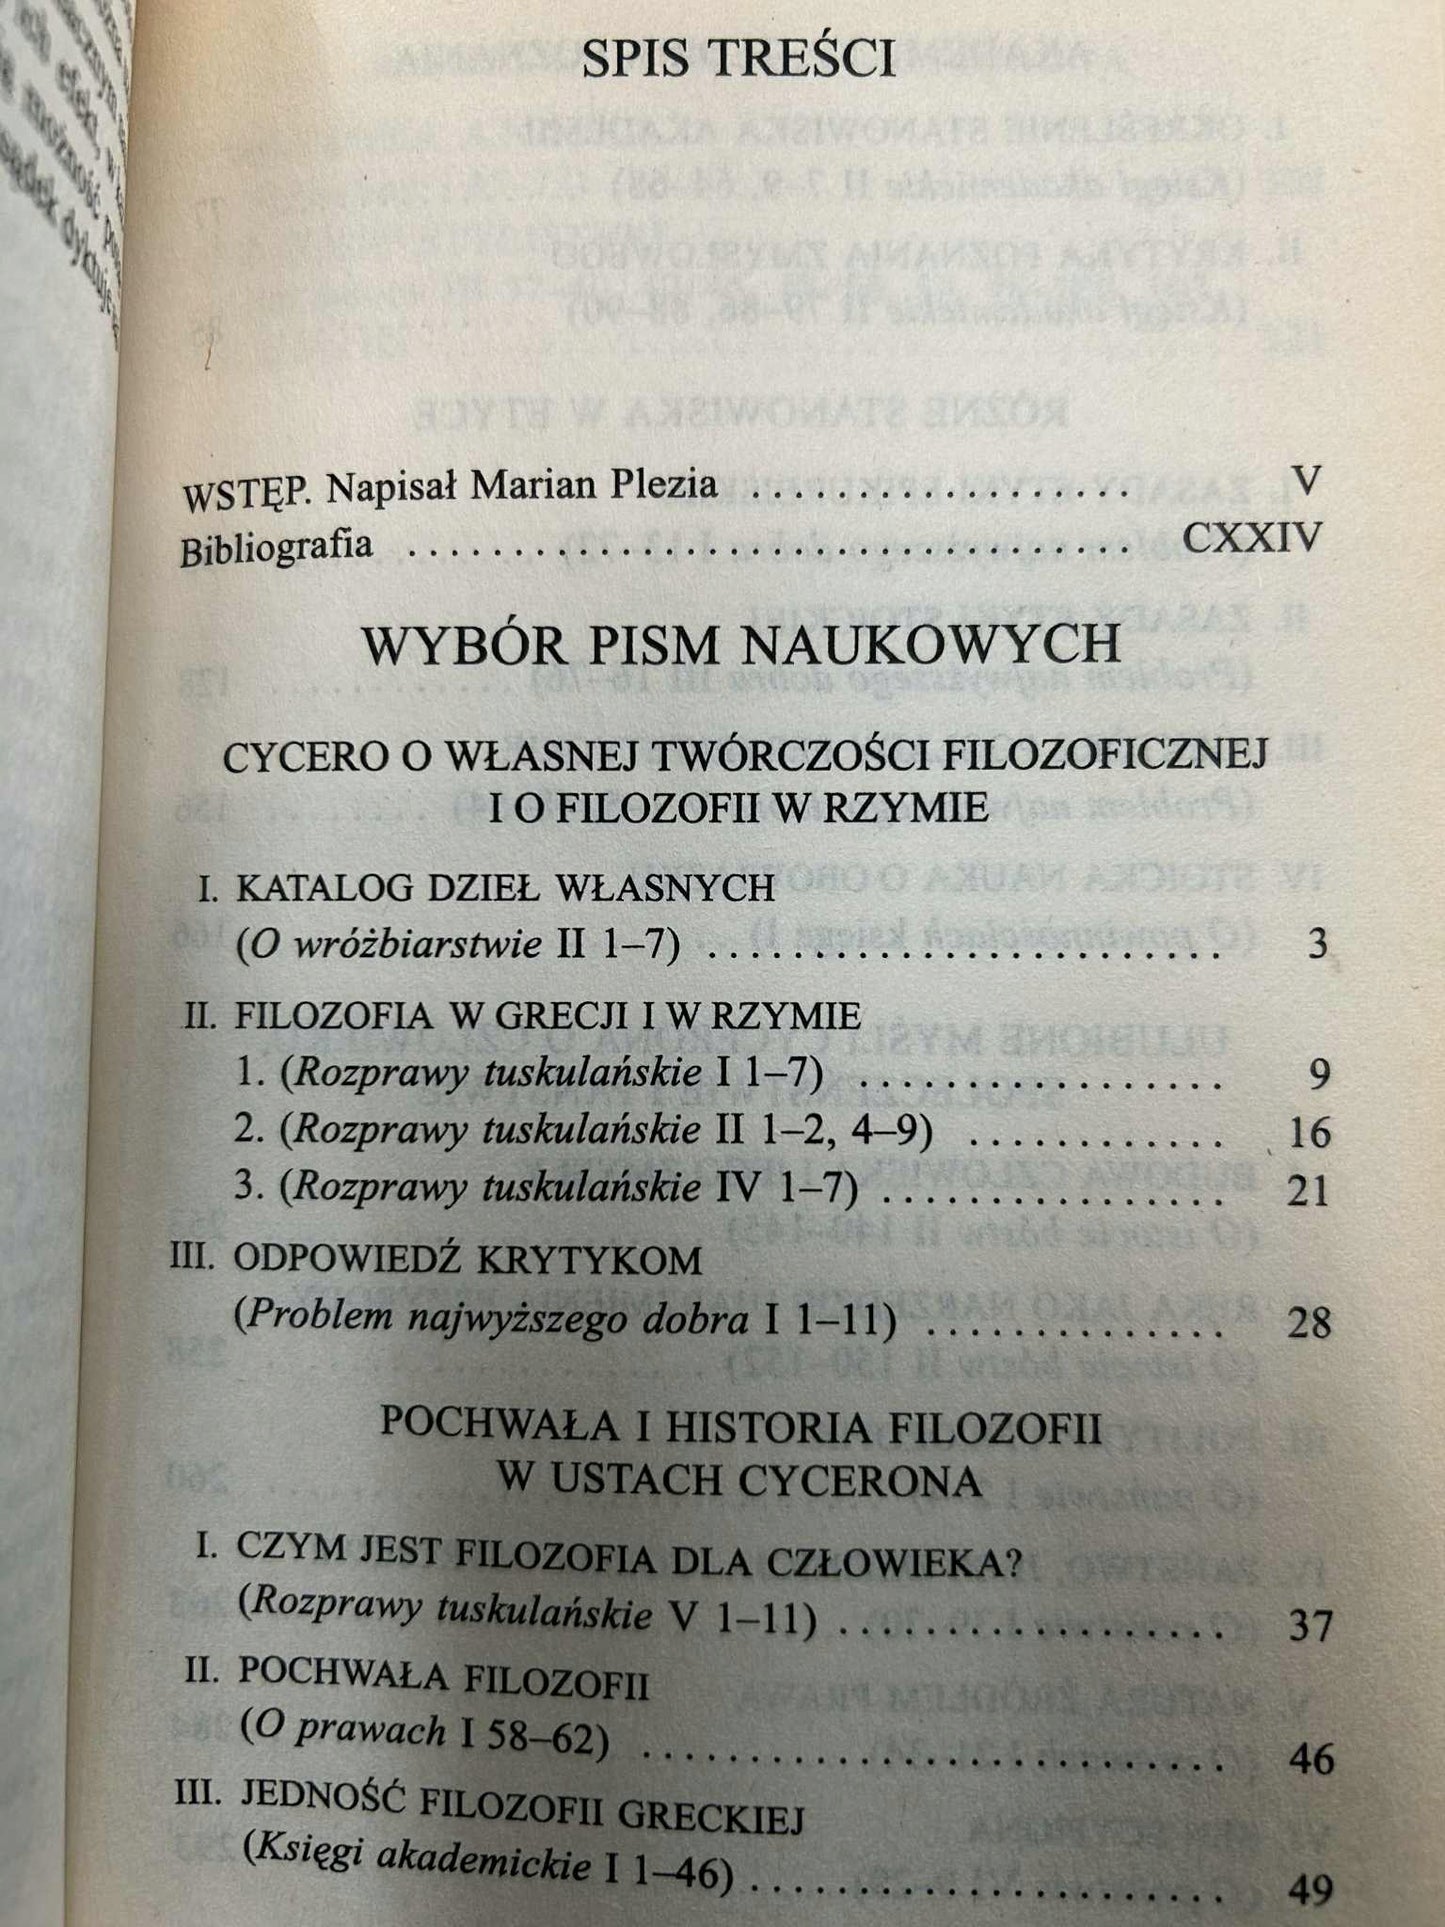 SPIS TREŚCI
WSTĘP. Napisał Marian Plezia .................. V
Bibliografia .................................. CXXIV
WYBÓR PISM NAUKOWYCH
CYCERO O WŁASNEJ TWÓRCZOŚCI FILOZOFICZNEJ
I O FILOZOFII W RZYMIE
I. KATALOG DZIEŁ WŁASNYCH
(O wróżbiarstwie II 1–7) ........................ 3
II. FILOZOFIA W GRECJI I W RZYMIE
1. (Rozprawy tuskulańskie I 1–7) ................. 9
2. (Rozprawy tuskulańskie II 1–2, 4–9) ............ 16
3. (Rozprawy tuskulańskie IV 1–7) ................ 21
III. ODPOWIEDŹ KRYTYKOM
(Problem najwyższego dobra I 1–11) .............. 28
POCHWAŁA I HISTORIA FILOZOFII
W USTACH CYCERONA
I. CZYM JEST FILOZOFIA DLA CZŁOWIEKA?
(Rozprawy tuskulańskie V 1–11) .................. 37
II. POCHWAŁA FILOZOFII
(O prawach I 58–62) ........................... 46
III. JEDNOŚĆ FILOZOFII GRECKIEJ
(Księgi akademickie I 1–46) ...................... 49